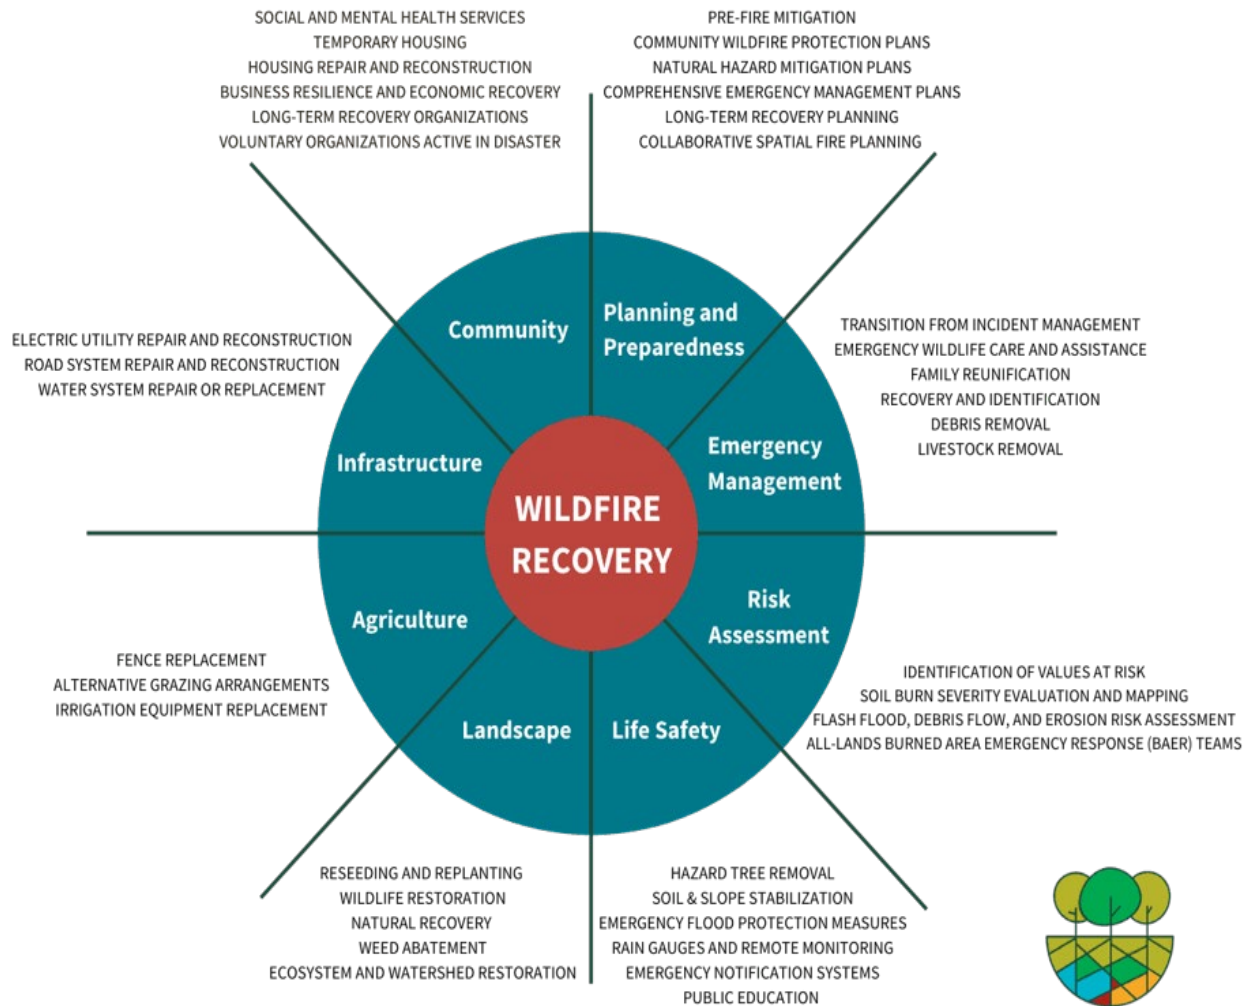 SOCIAL AND MENTAL HEALTH SERVICES
TEMPORARY HOUSING
HOUSING REPAIR AND RECONSTRUCTION
BUSINESS RESILIENCE AND ECONOMIC RECOVERY
LONG-TERM RECOVERY ORGANIZATIONS
VOLUNTARY ORGANIZATIONS ACTIVE IN DISASTER
PRE-FIRE MITIGATION
COMMUNITY WILDFIRE PROTECTION PLANS
NATURAL HAZARD MITIGATION PLANS
COMPREHENSIVE EMERGENCY MANAGEMENT PLANS
LONG-TERM RECOVERY PLANNING
COLLABORATIVE SPATIAL FIRE PLANNING
Community
Planning and
Preparedness
ELECTRIC UTILITY REPAIR AND RECONSTRUCTION
ROAD SYSTEM REPAIR AND RECONSTRUCTION
WATER SYSTEM REPAIR OR REPLACEMENT
TRANSITION FROM INCIDENT MANAGEMENT
EMERGENCY WILDLIFE CARE AND ASSISTANCE
FAMILY REUNIFICATION
RECOVERY AND IDENTIFICATION
DEBRIS REMOVAL
LIVESTOCK REMOVAL
Infrastructure
Emergency
Management
WILDFIRE
RECOVERY
Agriculture
Risk
Assessment
FENCE REPLACEMENT
ALTERNATIVE GRAZING ARRANGEMENTS
IRRIGATION EQUIPMENT REPLACEMENT
IDENTIFICATION OF VALUES AT RISK
SOIL BURN SEVERITY EVALUATION AND MAPPING
FLASH FLOOD, DEBRIS FLOW, AND EROSION RISK ASSESSMENT
ALL-LANDS BURNED AREA EMERGENCY RESPONSE (BAER) TEAMS
Landscape
Life Safety
RESEEDING AND REPLANTING
WILDLIFE RESTORATION
NATURAL RECOVERY
WEED ABATEMENT
ECOSYSTEM AND WATERSHED RESTORATION
HAZARD TREE REMOVAL
SOIL & SLOPE STABILIZATION
EMERGENCY FLOOD PROTECTION MEASURES
RAIN GAUGES AND REMOTE MONITORING
EMERGENCY NOTIFICATION SYSTEMS
PUBLIC EDUCATION